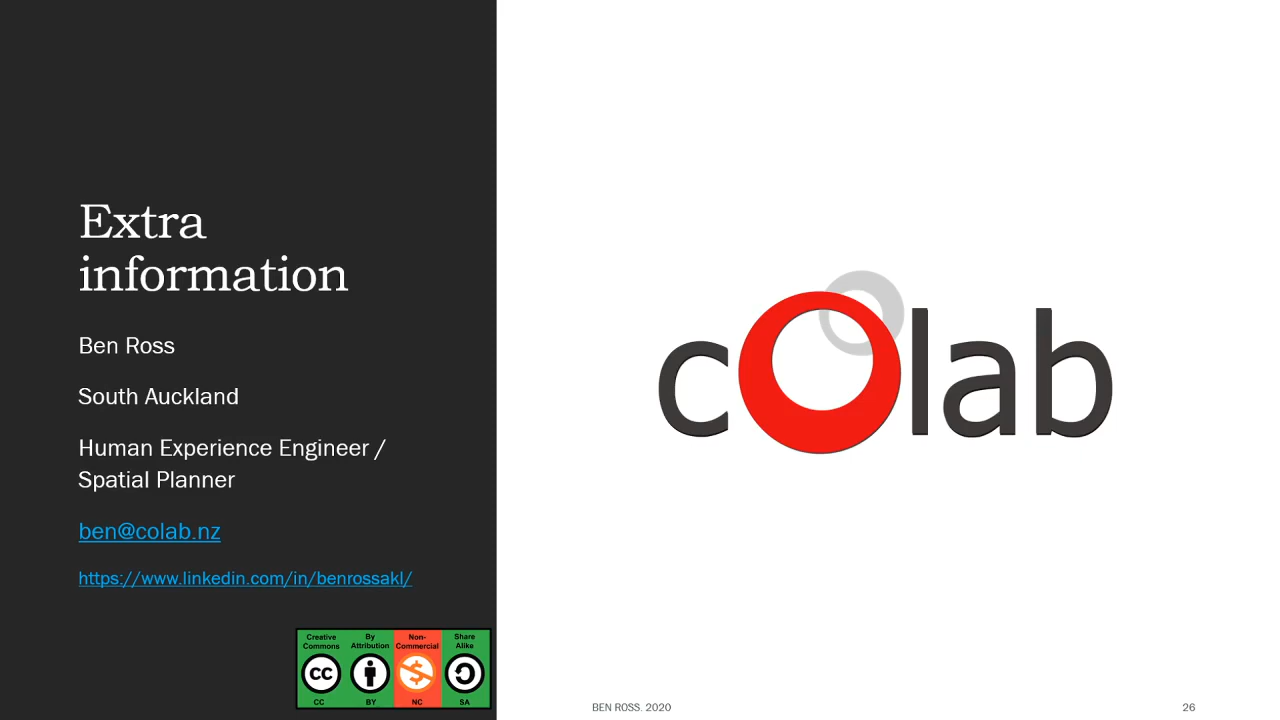 Extra
information
Ben Ross
South Auckland
Human Experience Engineer /
Spatial Planner
ben@colab.nz
https://www.linkedin.com/in/benrossakl/
Creative Commons By Attribution Non-Commercial Share Alike
CC BY NC SA
colab
BEN ROSS. 2020
26